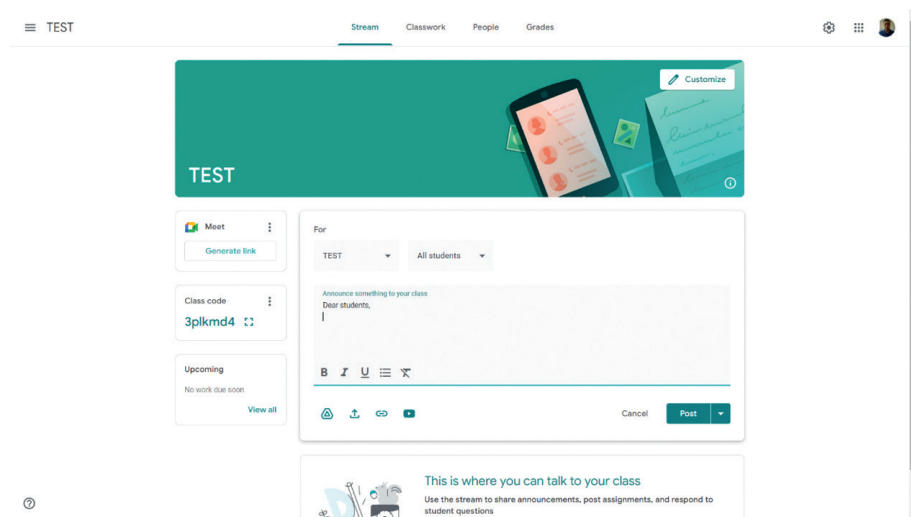 TEST
Stream Classwork People Grades
Customize
TEST
Meet
Generate link
Class code
3plkmd4
Upcoming
No work due soon
View all
For
TEST All students
Announce something to your class
Dear students,
B I U
Cancel Post
This is where you can talk to your class
Use the stream to share announcements, post assignments, and respond to
student questions